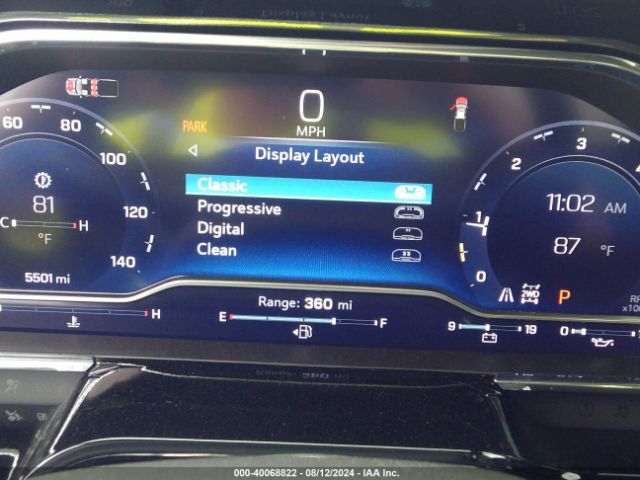 0
MPH
PARK
Display Layout
Classic
Progressive
Digital
Clean
60
80
100
120
140
81
C H
°F
5501 mi
2
3
4
1
0
11:02 AM
87 °F
2WD
P
H
Range: 360 mi
E F
9 19
0
000-40068822 - 08/12/2024 - IAA Inc.